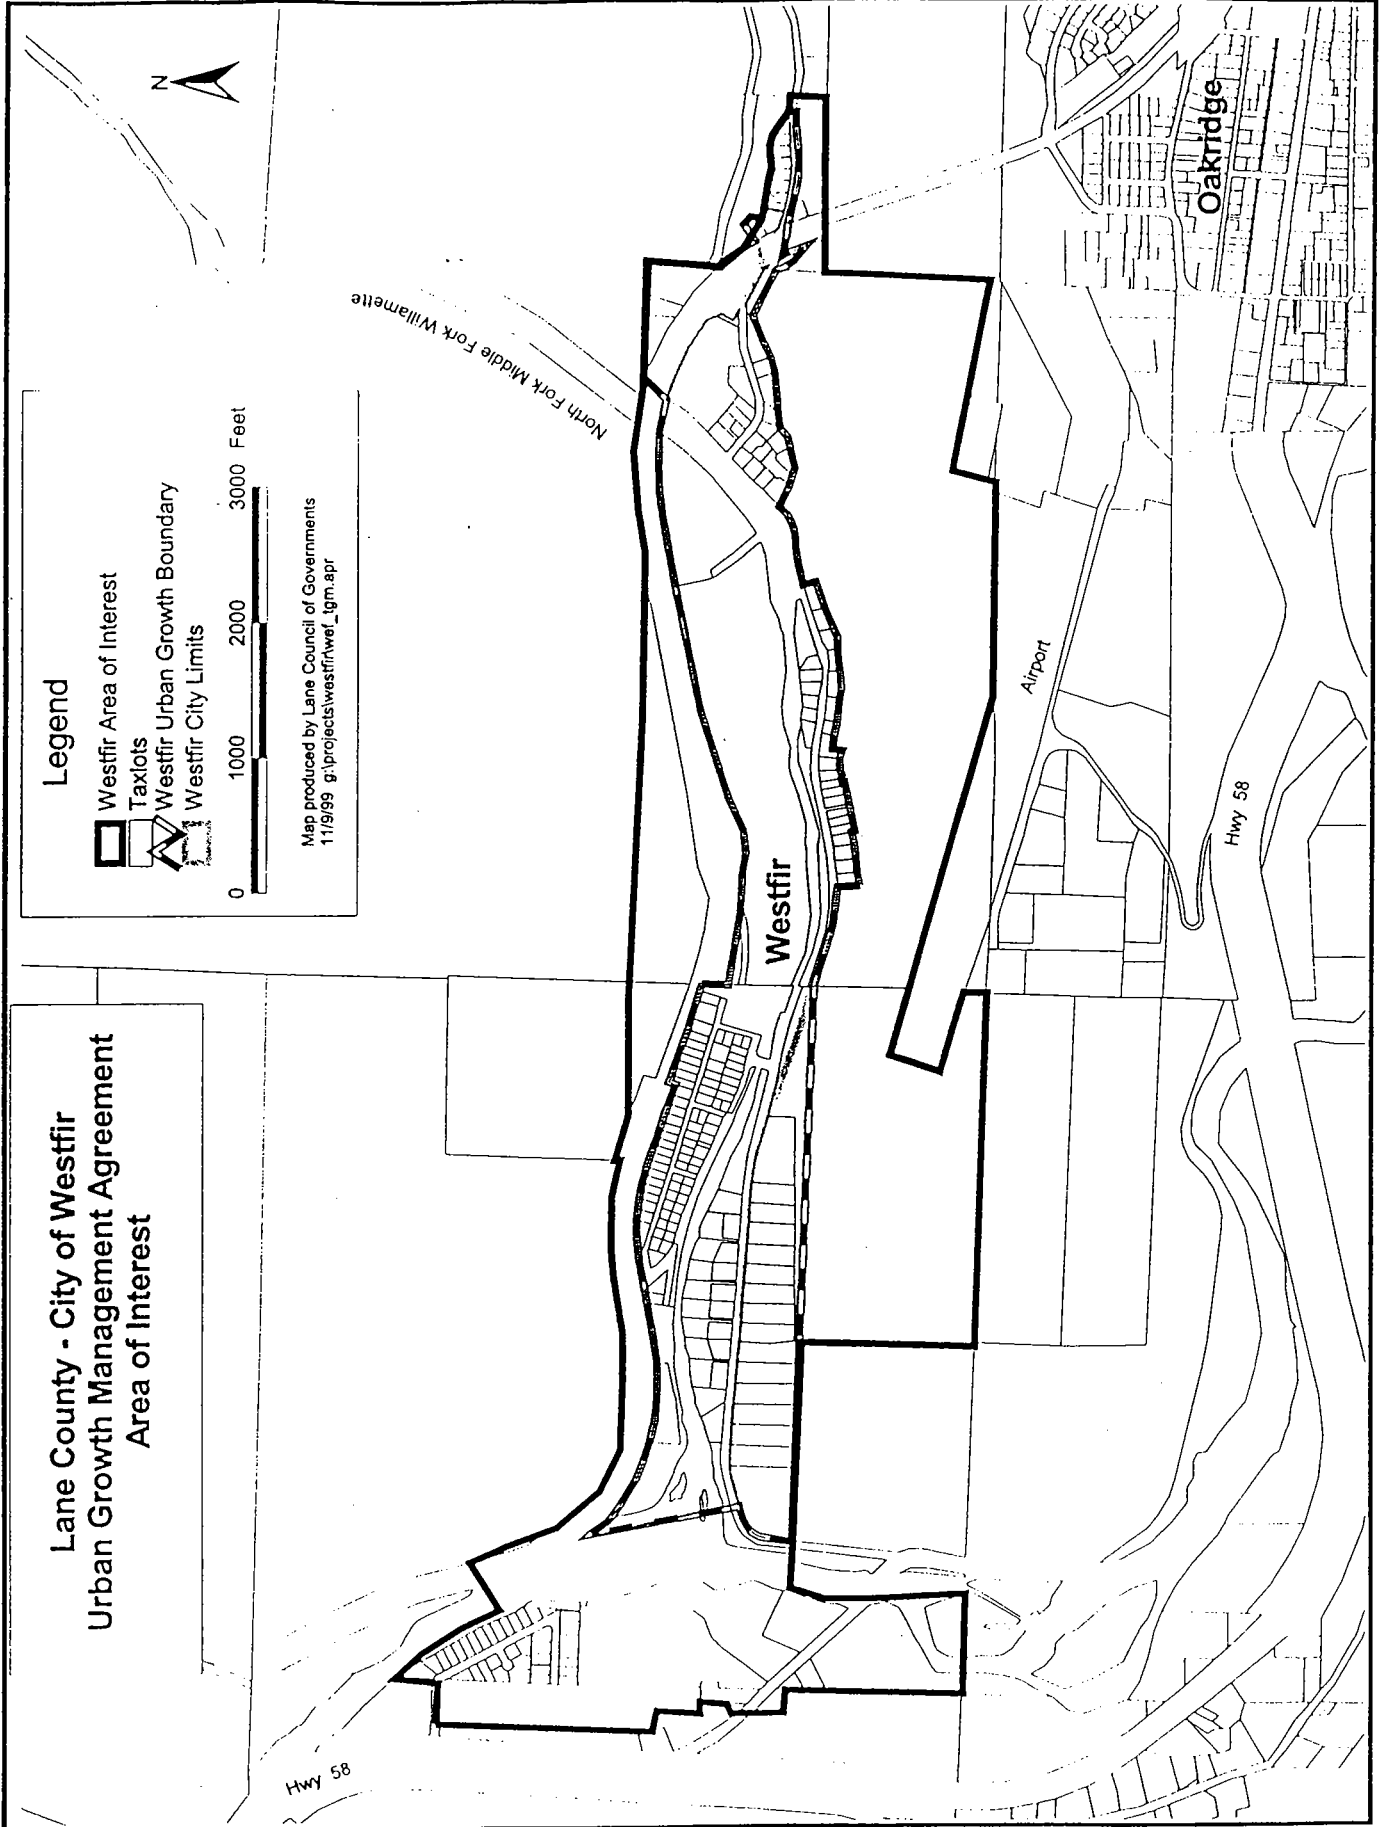 Lane County - City of Westfir
Urban Growth Management Agreement
Area of Interest
Legend
Westfir Area of Interest
Taxlots
Westfir Urban Growth Boundary
Westfir City Limits
0 1000 2000 3000 Feet
Map produced by Lane Council of Governments
11/9/99 g:\projects\westfir\wef_tgm.apr
N
North Fork Middle Fork Willamette
Westfir
Oakridge
Airport
Hwy 58
Hwy 58